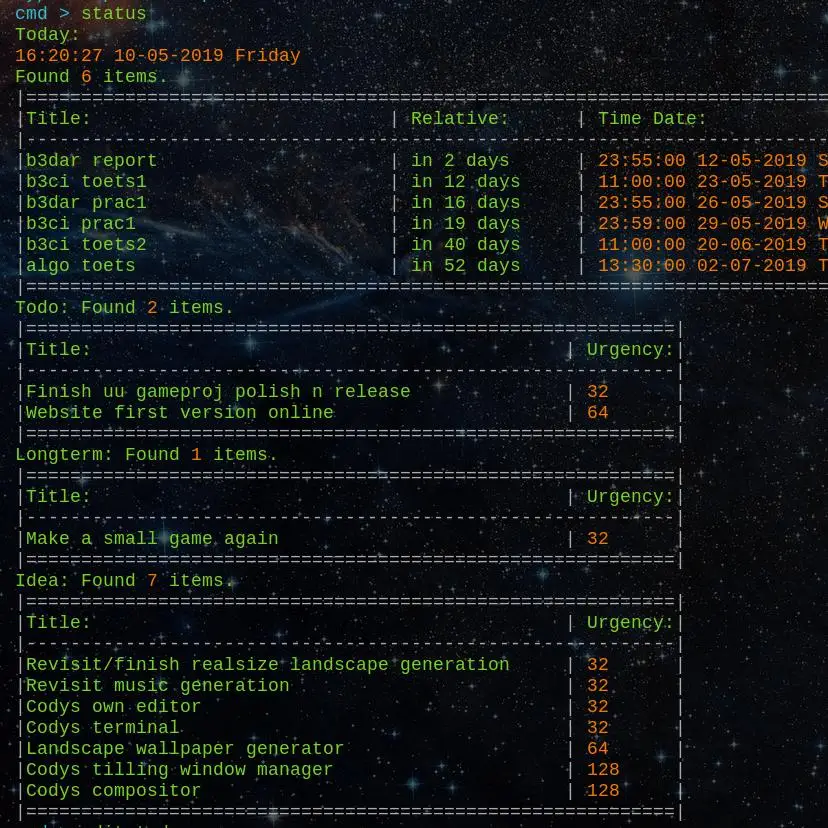 cmd > status
Today:
16:20:27 10-05-2019 Friday
Found 6 items.
|Title: | Relative: | Time Date:
|b3dar report | in 2 days | 23:55:00 12-05-2019 S
|b3ci toets1 | in 12 days | 11:00:00 23-05-2019 T
|b3dar prac1 | in 16 days | 23:55:00 26-05-2019 S
|b3ci prac1 | in 19 days | 23:59:00 29-05-2019 W
|b3ci toets2 | in 40 days | 11:00:00 20-06-2019 T
|algo toets | in 52 days | 13:30:00 02-07-2019 T
Todo: Found 2 items.
|Title: | Urgency:|
|Finish uu gameproj polish n release | 32 |
|Website first version online | 64 |
Longterm: Found 1 items.
|Title: | Urgency:|
|Make a small game again | 32 |
Idea: Found 7 items.
|Title: | Urgency:|
|Revisit/finish realsize landscape generation | 32 |
|Revisit music generation | 32 |
|Codys own editor | 32 |
|Codys terminal | 32 |
|Landscape wallpaper generator | 64 |
|Codys tilling window manager | 128 |
|Codys compositor | 128 |